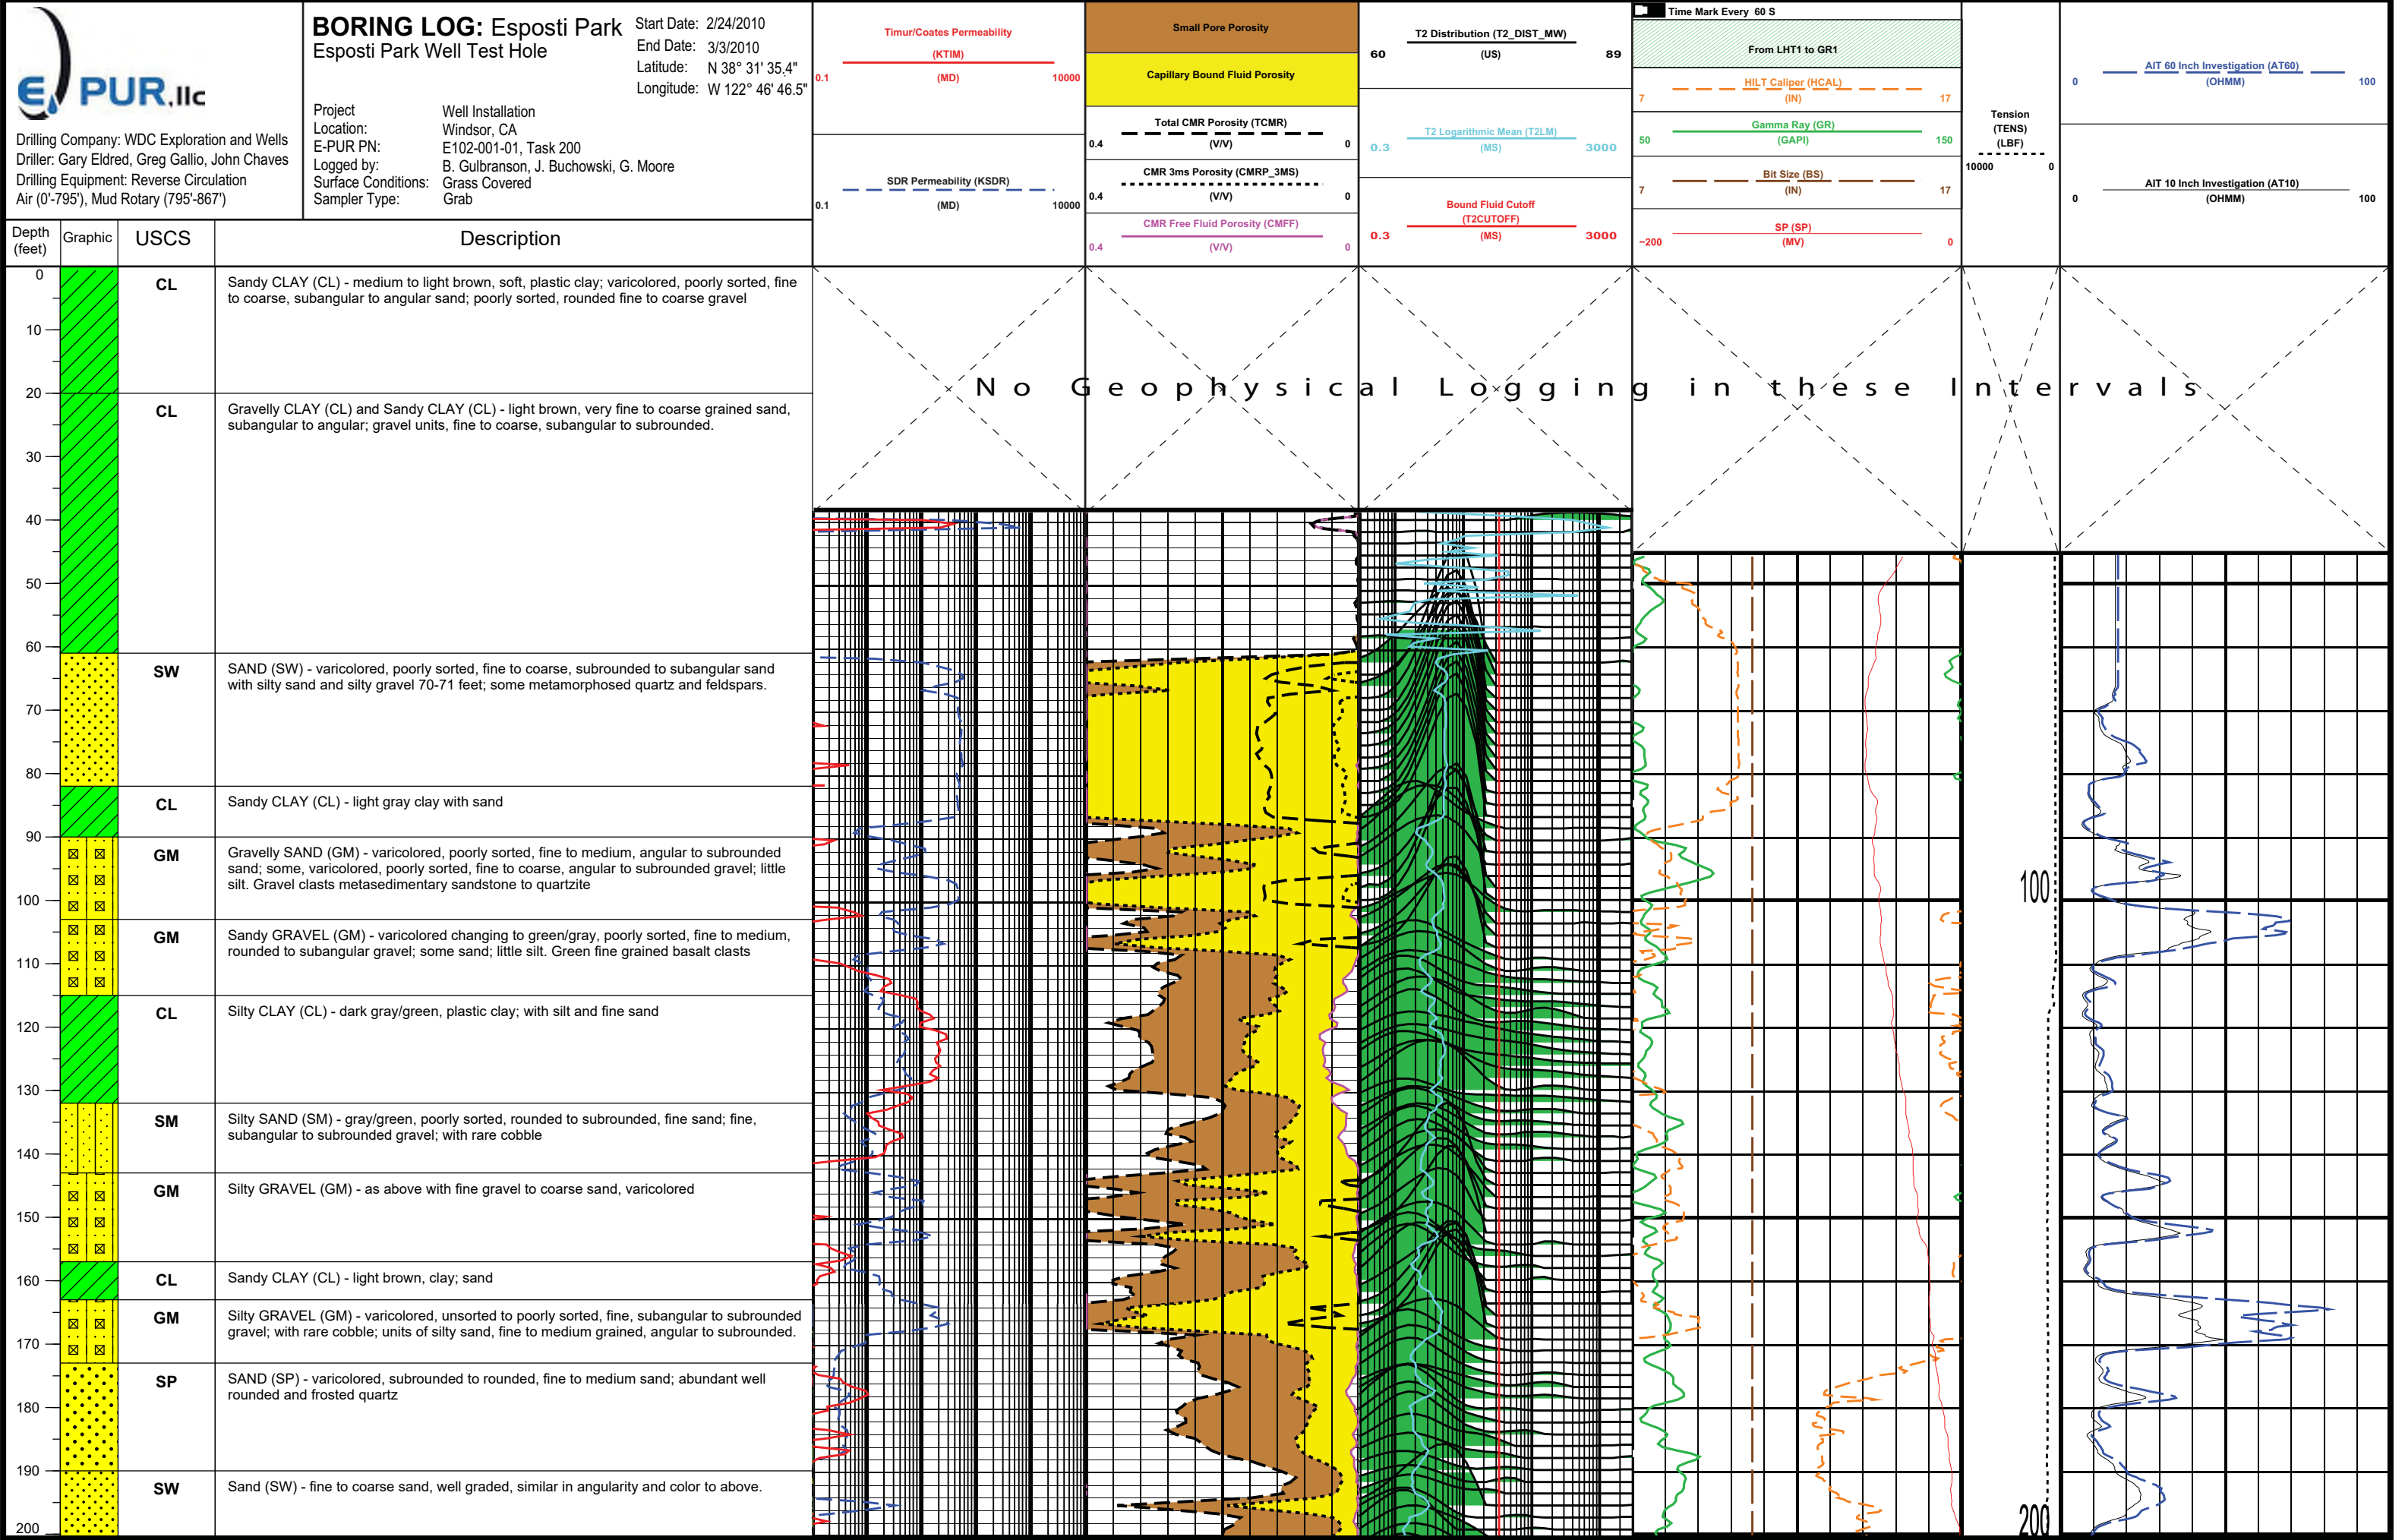 E-PUR,llc
Drilling Company: WDC Exploration and Wells
Driller: Gary Eldred, Greg Gallio, John Chaves
Drilling Equipment: Reverse Circulation
Air (0'-795'), Mud Rotary (795'-867')
BORING LOG: Esposti Park
Esposti Park Well Test Hole
Start Date: 2/24/2010
End Date: 3/3/2010
Latitude: N 38° 31' 35.4"
Longitude: W 122° 46' 46.5"
Project Well Installation
Location: Windsor, CA
E-PUR PN: E102-001-01, Task 200
Logged by: B. Gulbranson, J. Buchowski, G. Moore
Surface Conditions: Grass Covered
Sampler Type: Grab
Timur/Coates Permeability
(KTIM)
0.1 (MD) 10000
SDR Permeability (KSDR)
0.1 (MD) 10000
Small Pore Porosity
Capillary Bound Fluid Porosity
Total CMR Porosity (TCMR)
0.4 (V/V) 0
CMR 3ms Porosity (CMRP_3MS)
0.4 (V/V) 0
CMR Free Fluid Porosity (CMFF)
0.4 (V/V) 0
T2 Distribution (T2_DIST_MW)
60 (US) 89
T2 Logarithmic Mean (T2LM)
0.3 (MS) 3000
Bound Fluid Cutoff
(T2CUTOFF)
0.3 (MS) 3000
Time Mark Every 60 S
From LHT1 to GR1
HILT Caliper (HCAL)
7 (IN) 17
Gamma Ray (GR)
50 (GAPI) 150
Bit Size (BS)
7 (IN) 17
SP (SP)
−200 (MV) 0
Tension
(TENS)
(LBF)
10000 0
AIT 60 Inch Investigation (AT60)
0 (OHMM) 100
AIT 10 Inch Investigation (AT10)
0 (OHMM) 100
Depth
(feet)
Graphic
USCS
Description
0
CL
Sandy CLAY (CL) - medium to light brown, soft, plastic clay; varicolored, poorly sorted, fine
to coarse, subangular to angular sand; poorly sorted, rounded fine to coarse gravel
10
No Geophysical Logging in these Intervals
20
CL
Gravelly CLAY (CL) and Sandy CLAY (CL) - light brown, very fine to coarse grained sand,
subangular to angular; gravel units, fine to coarse, subangular to subrounded.
30
40
50
60
SW
SAND (SW) - varicolored, poorly sorted, fine to coarse, subrounded to subangular sand
with silty sand and silty gravel 70-71 feet; some metamorphosed quartz and feldspars.
70
80
CL
Sandy CLAY (CL) - light gray clay with sand
90
GM
Gravelly SAND (GM) - varicolored, poorly sorted, fine to medium, angular to subrounded
sand; some, varicolored, poorly sorted, fine to coarse, angular to subrounded gravel; little
silt. Gravel clasts metasedimentary sandstone to quartzite
100
100
GM
Sandy GRAVEL (GM) - varicolored changing to green/gray, poorly sorted, fine to medium,
rounded to subangular gravel; some sand; little silt. Green fine grained basalt clasts
110
CL
Silty CLAY (CL) - dark gray/green, plastic clay; with silt and fine sand
120
130
SM
Silty SAND (SM) - gray/green, poorly sorted, rounded to subrounded, fine sand; fine,
subangular to subrounded gravel; with rare cobble
140
GM
Silty GRAVEL (GM) - as above with fine gravel to coarse sand, varicolored
150
CL
Sandy CLAY (CL) - light brown, clay; sand
160
GM
Silty GRAVEL (GM) - varicolored, unsorted to poorly sorted, fine, subangular to subrounded
gravel; with rare cobble; units of silty sand, fine to medium grained, angular to subrounded.
170
SP
SAND (SP) - varicolored, subrounded to rounded, fine to medium sand; abundant well
rounded and frosted quartz
180
190
SW
Sand (SW) - fine to coarse sand, well graded, similar in angularity and color to above.
200
200